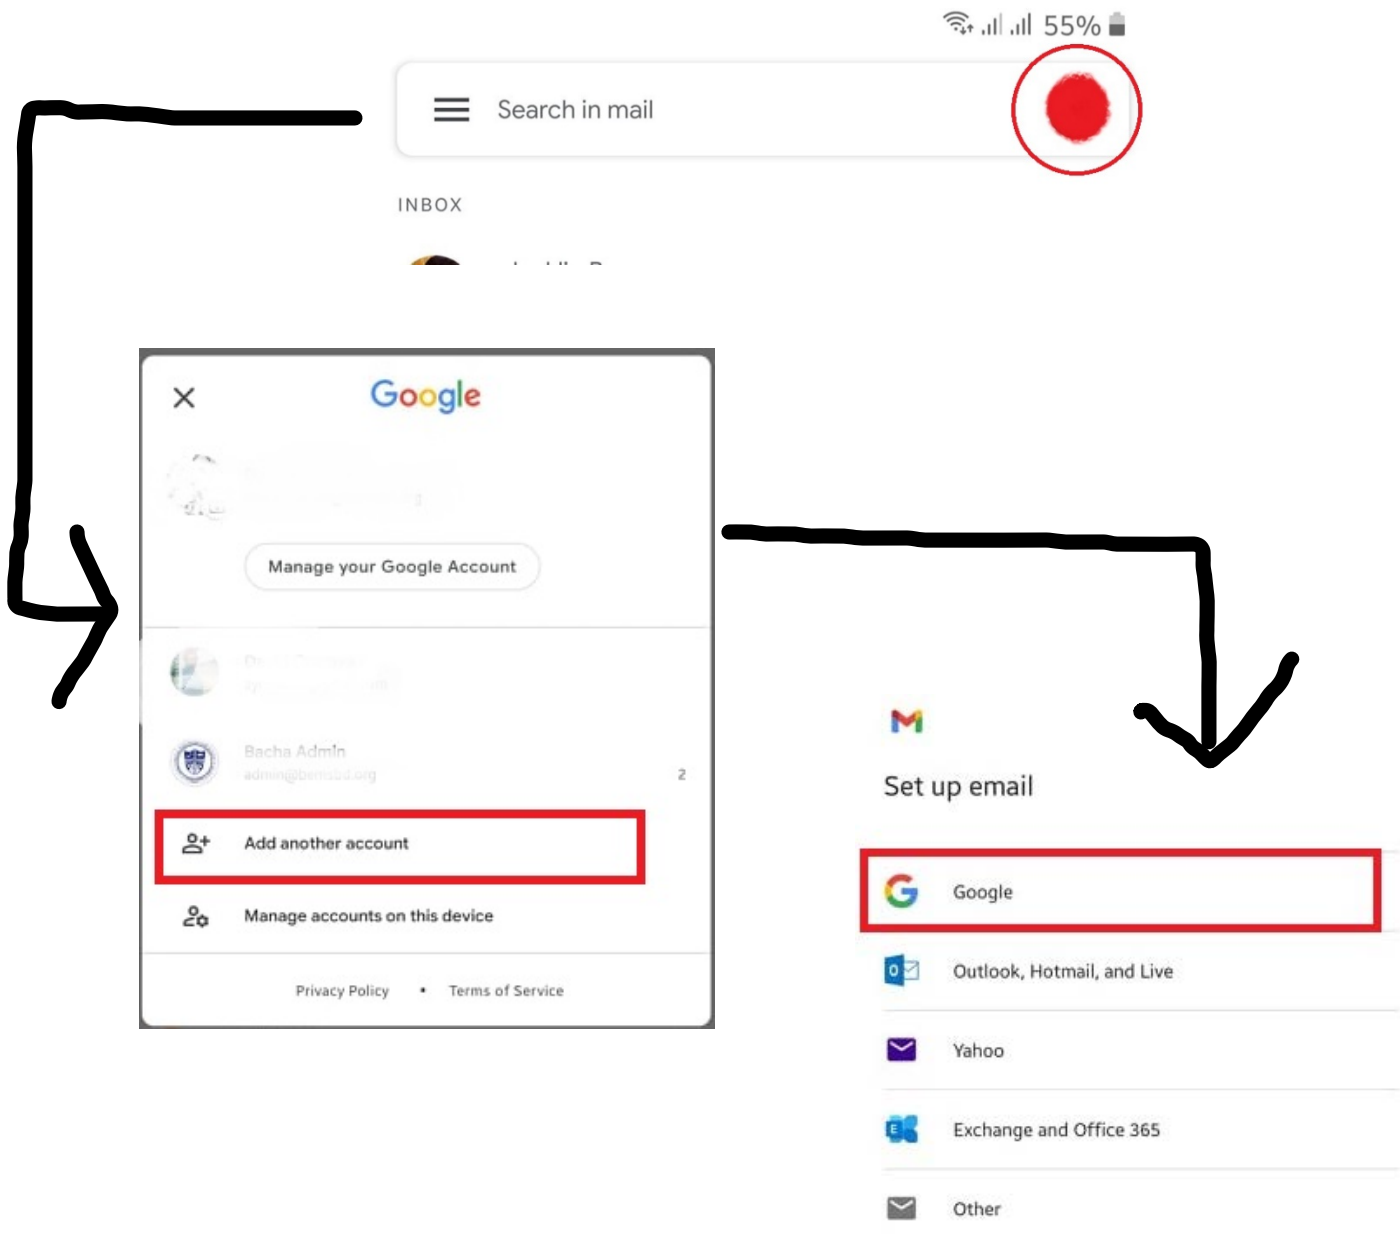 55%
Search in mail
INBOX
Google
Manage your Google Account
Bacha Admin
2
Add another account
Manage accounts on this device
Privacy Policy • Terms of Service
Set up email
Google
Outlook, Hotmail, and Live
Yahoo
Exchange and Office 365
Other